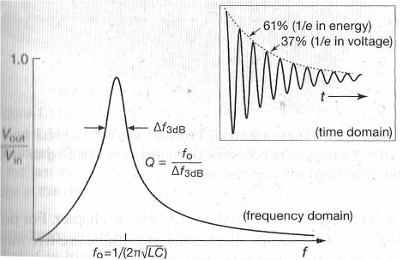 61% (1/e in energy)
37% (1/e in voltage)
t
(time domain)
1.0
Vout
Vin
Δf3dB
Q = fo
Δf3dB
(frequency domain)
fo=1/(2π√LC)
f